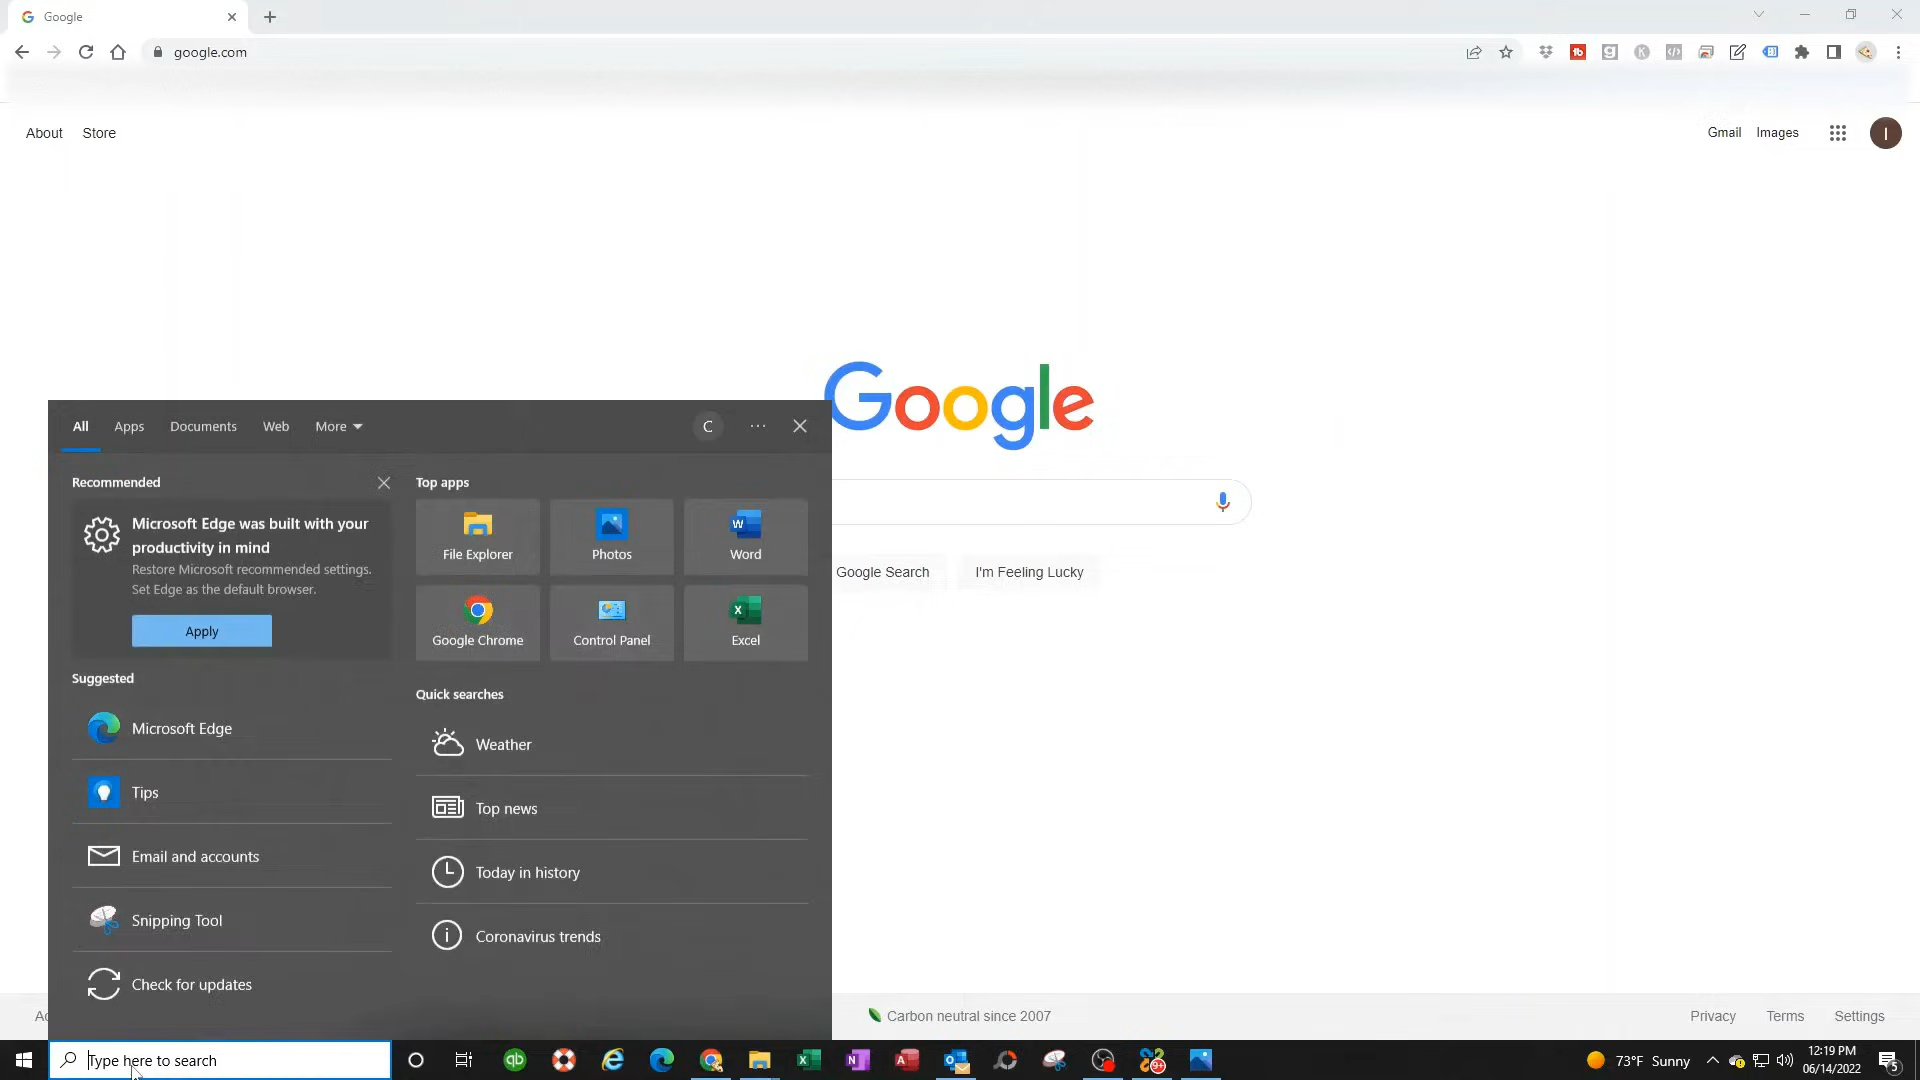 Google
google.com
About Store
Gmail Images
I
Google
All Apps Documents Web More
C
Recommended
Microsoft Edge was built with your
productivity in mind
Restore Microsoft recommended settings.
Set Edge as the default browser.
Apply
Suggested
Microsoft Edge
Tips
Email and accounts
Snipping Tool
Check for updates
Top apps
File Explorer
Photos
Word
Google Chrome
Control Panel
Excel
Quick searches
Weather
Top news
Today in history
Coronavirus trends
Google Search
I'm Feeling Lucky
Carbon neutral since 2007
Privacy Terms Settings
Type here to search
73°F Sunny
12:19 PM
06/14/2022
5